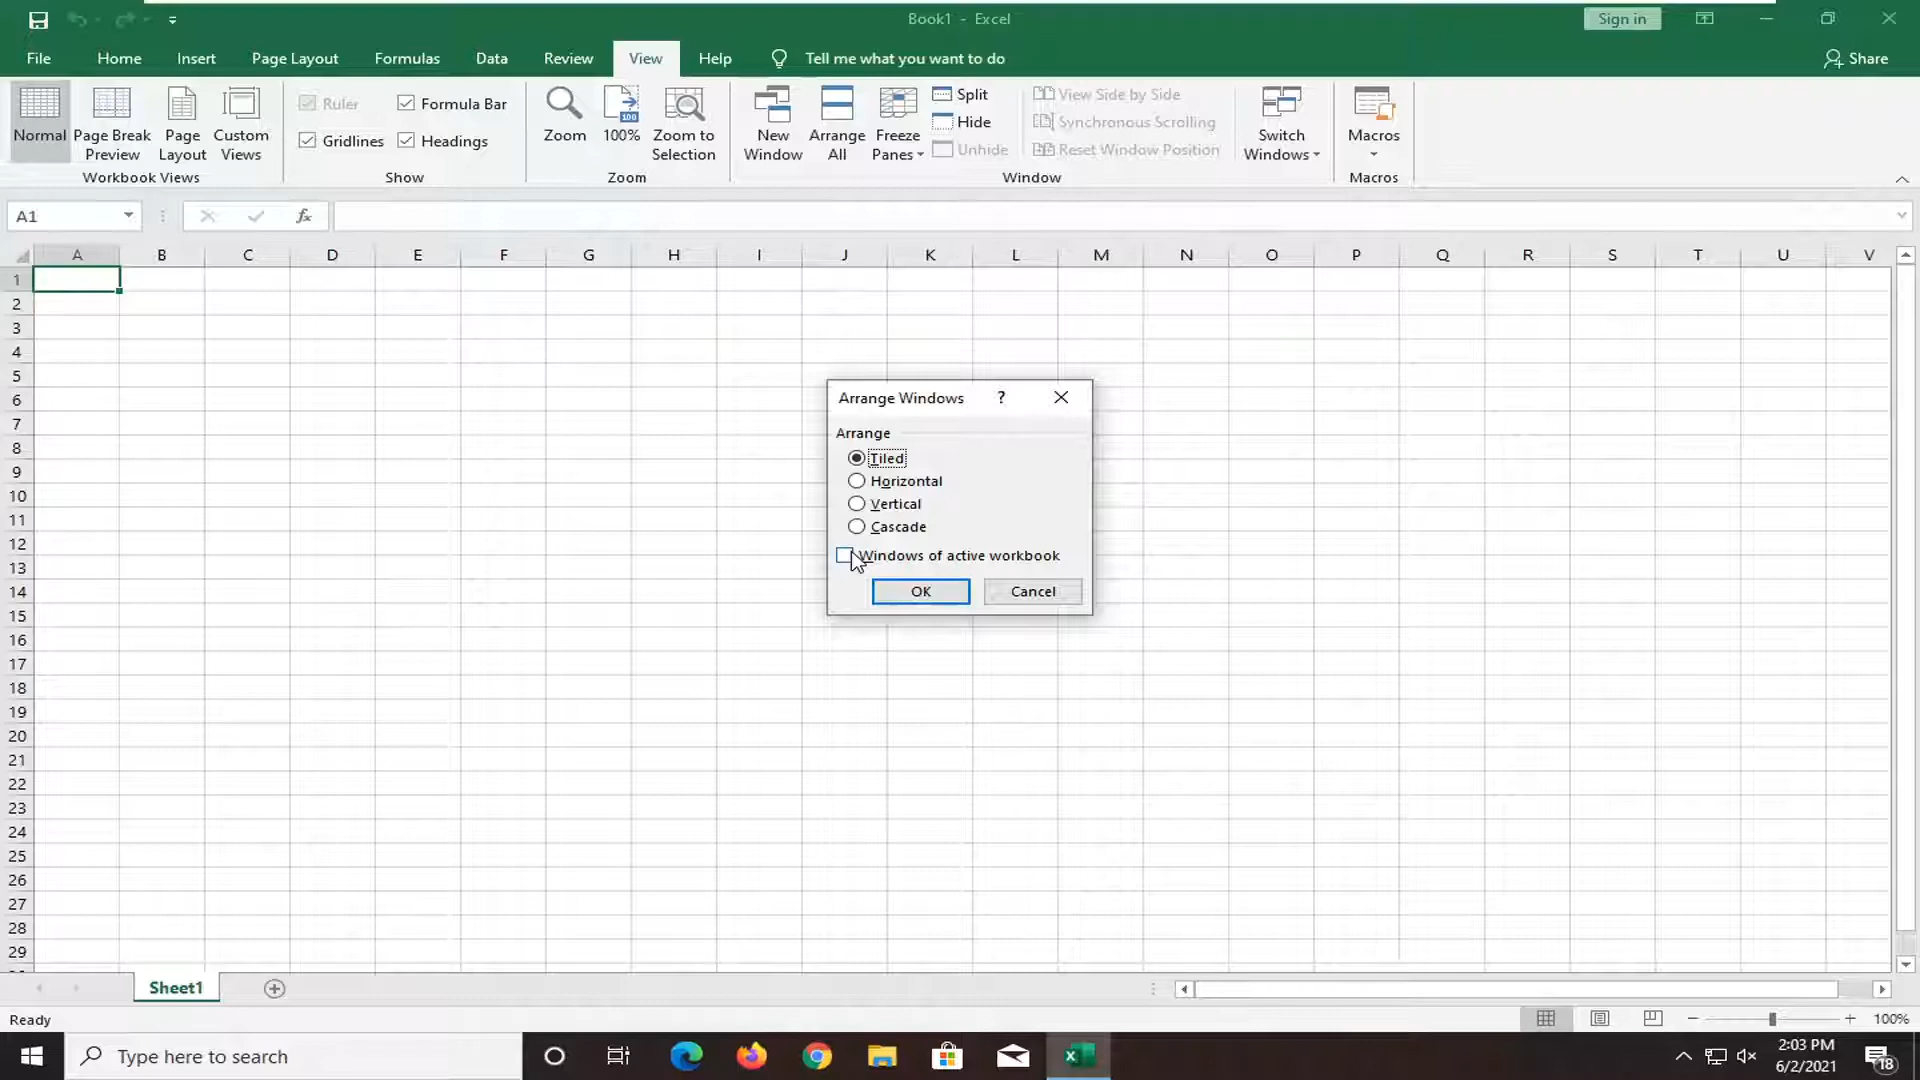 Book1 - Excel
Sign in
File Home Insert Page Layout Formulas Data Review View Help Tell me what you want to do Share
Normal
Page Break Preview
Page Layout
Custom Views
Workbook Views
Ruler
Formula Bar
Gridlines
Headings
Show
Zoom
100
100%
Zoom to Selection
Zoom
New Window
Arrange All
Freeze Panes
Split
Hide
Unhide
View Side by Side
Synchronous Scrolling
Reset Window Position
Window
Switch Windows
Macros
Macros
A1
fx
A B C D E F G H I J K L M N O P Q R S T U V
1
2
3
4
5
6
7
8
9
10
11
12
13
14
15
16
17
18
19
20
21
22
23
24
25
26
27
28
29
Arrange Windows ?
Arrange
Tiled
Horizontal
Vertical
Cascade
Windows of active workbook
OK Cancel
Sheet1
Ready
100%
Type here to search
2:03 PM
6/2/2021
18